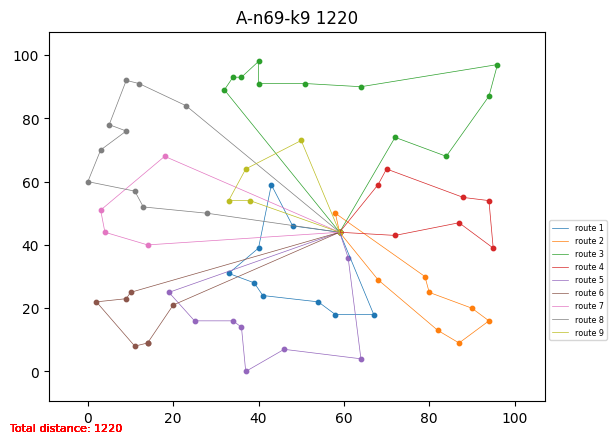 A-n69-k9 1220
100
80
60
40
20
0
0 20 40 60 80 100
route 1
route 2
route 3
route 4
route 5
route 6
route 7
route 8
route 9
Total distance: 1220